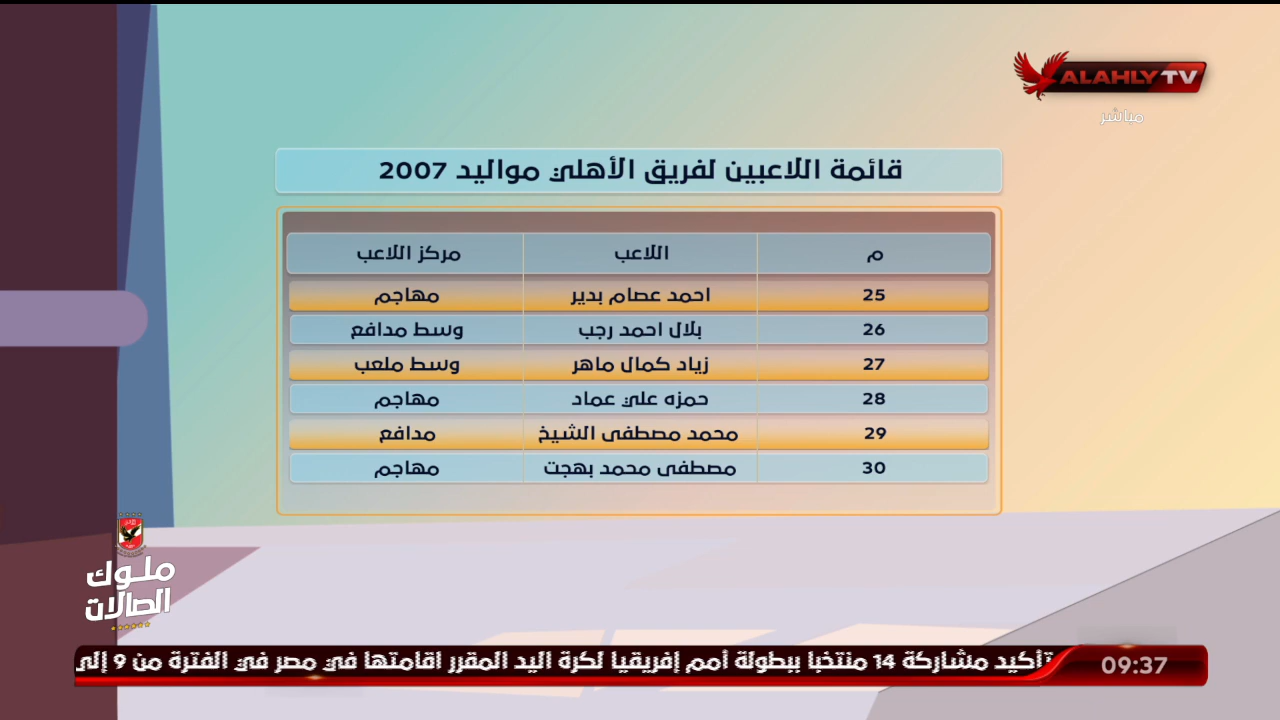 ALAHLY TV
مباشر
قائمة اللاعبين لفريق الأهلي مواليد 2007
م اللاعب مركز اللاعب
25 احمد عصام بدير مهاجم
26 بلال احمد رجب وسط مدافع
27 زياد كمال ماهر وسط ملعب
28 حمزه علي عماد مهاجم
29 محمد مصطفى الشيخ مدافع
30 مصطفى محمد بهجت مهاجم
ملوك
الصالات
09:37 تأكيد مشاركة 14 منتخبا ببطولة أمم إفريقيا لكرة اليد المقرر اقامتها في مصر في الفترة من 9 إلى